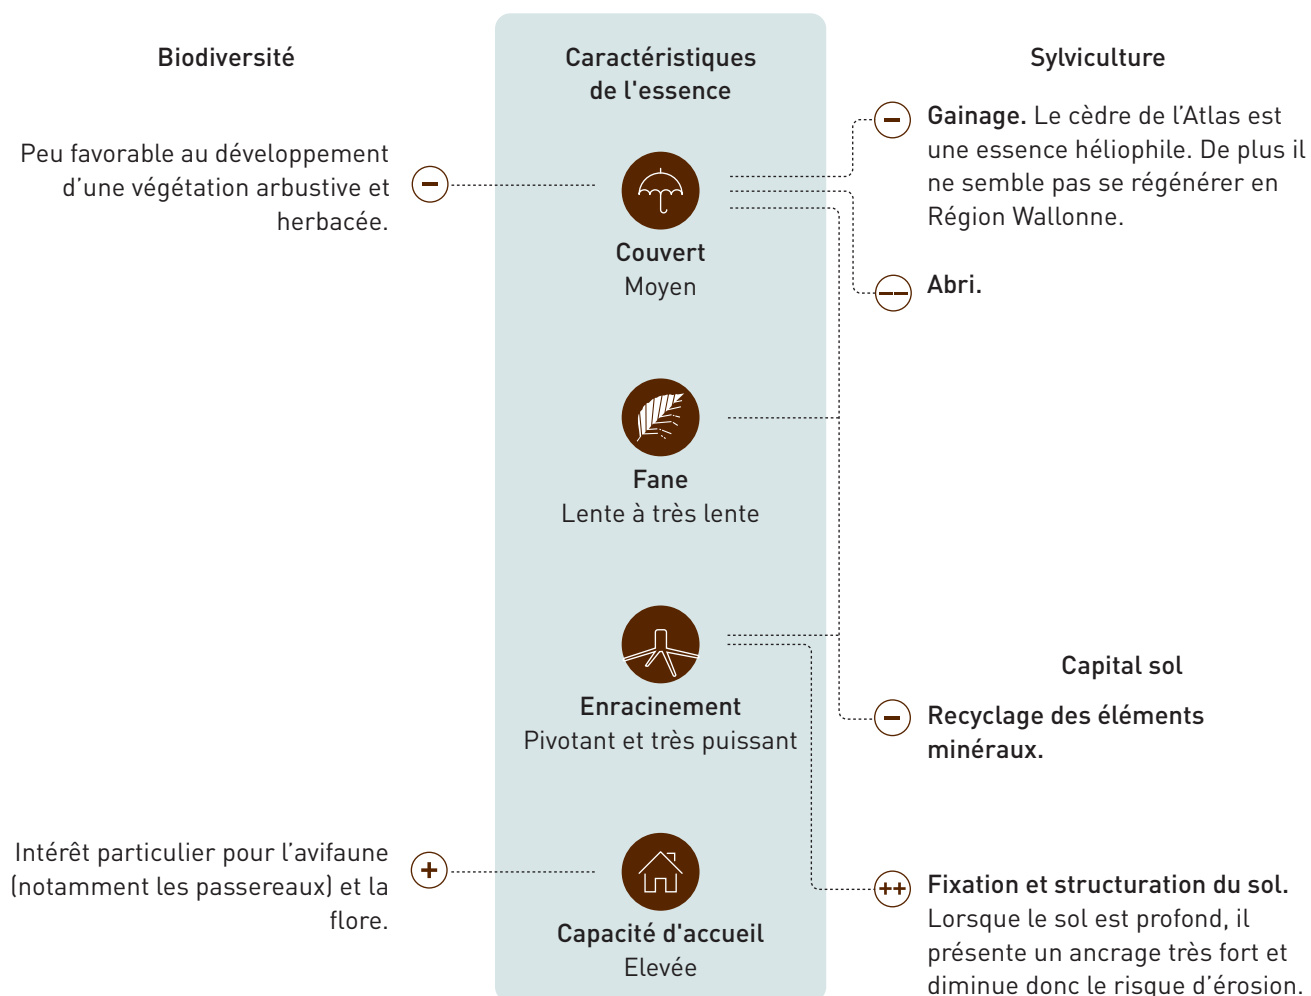 Biodiversité
Peu favorable au développement
d’une végétation arbustive et
herbacée.
Intérêt particulier pour l’avifaune
(notamment les passereaux) et la
flore.
Caractéristiques
de l'essence
Couvert
Moyen
Fane
Lente à très lente
Enracinement
Pivotant et très puissant
Capacité d'accueil
Elevée
Sylviculture
Gainage. Le cèdre de l’Atlas est
une essence héliophile. De plus il
ne semble pas se régénérer en
Région Wallonne.
Abri.
Capital sol
Recyclage des éléments
minéraux.
Fixation et structuration du sol.
Lorsque le sol est profond, il
présente un ancrage très fort et
diminue donc le risque d’érosion.